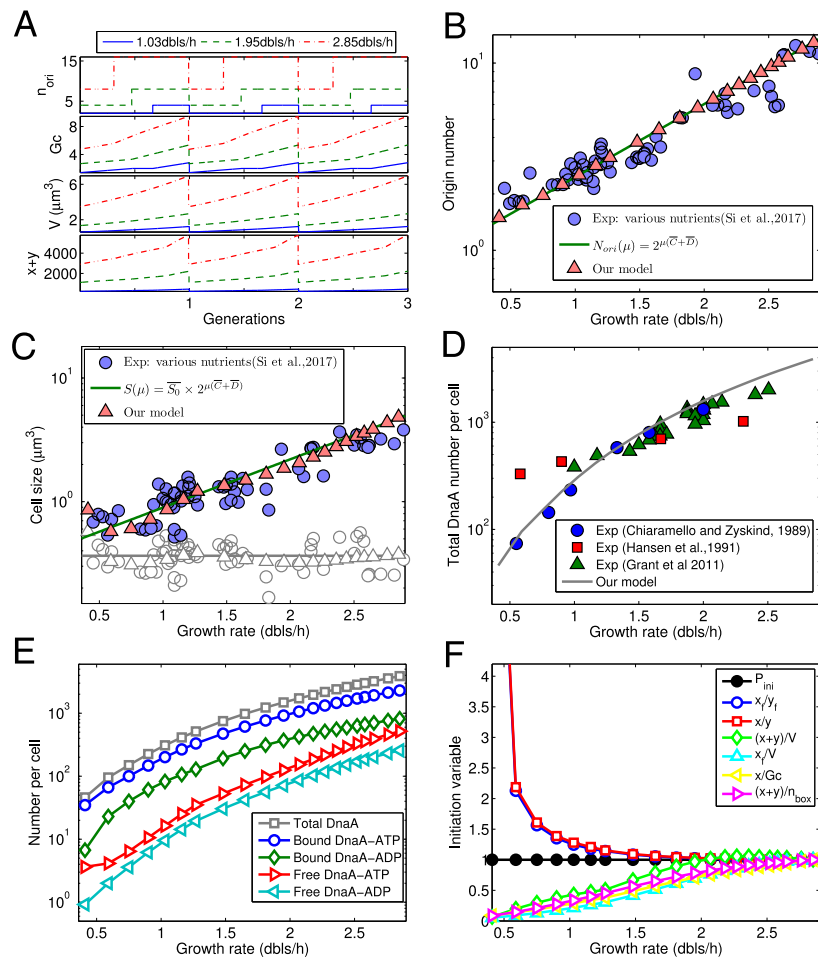 A
1.03dbls/h 1.95dbls/h 2.85dbls/h
n_ori
15
5
Gc
8
4
V (μm³)
6
2
x+y
4000
2000
1 2 3
Generations
B
Origin number
10¹
10⁰
Exp: various nutrients(Si et al.,2017)
N_ori(μ) = 2^{μ(C̅+D̅)}
Our model
0.5 1 1.5 2 2.5
Growth rate (dbls/h)
C
Cell size (μm³)
10¹
10⁰
Exp: various nutrients(Si et al.,2017)
S(μ) = S̅₀ × 2^{μ(C̅+D̅)}
Our model
0.5 1 1.5 2 2.5
Growth rate (dbls/h)
D
Total DnaA number per cell
10³
10²
Exp (Chiaramello and Zyskind, 1989)
Exp (Hansen et al.,1991)
Exp (Grant et al 2011)
Our model
0.5 1 1.5 2 2.5
Growth rate (dbls/h)
E
Number per cell
10³
10²
10¹
10⁰
Total DnaA
Bound DnaA−ATP
Bound DnaA−ADP
Free DnaA−ATP
Free DnaA−ADP
0.5 1 1.5 2 2.5
Growth rate (dbls/h)
F
Initiation variable
4
3.5
3
2.5
2
1.5
1
0.5
0
P_ini
x_f/y_f
x/y
(x+y)/V
x_f/V
x/Gc
(x+y)/n_box
0.5 1 1.5 2 2.5
Growth rate (dbls/h)